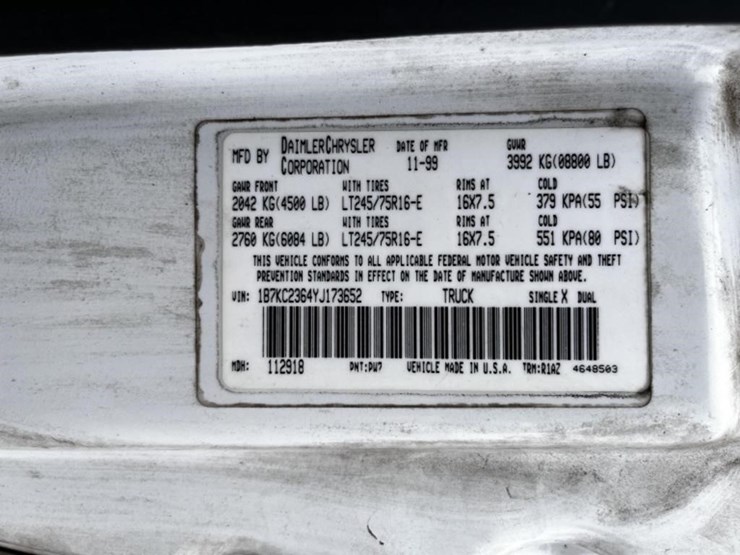 MFD BY DAIMLERCHRYSLER CORPORATION DATE OF MFR 11-99 GVWR 3992 KG(08800 LB)
GAWR FRONT WITH TIRES RIMS AT COLD
2042 KG(4500 LB) LT245/75R16-E 16X7.5 379 KPA(55 PSI)
GAWR REAR WITH TIRES RIMS AT COLD
2760 KG(6084 LB) LT245/75R16-E 16X7.5 551 KPA(80 PSI)
THIS VEHICLE CONFORMS TO ALL APPLICABLE FEDERAL MOTOR VEHICLE SAFETY AND THEFT
PREVENTION STANDARDS IN EFFECT ON THE DATE OF MANUFACTURE SHOWN ABOVE.
VIN: 1B7KC2364YJ173652 TYPE: TRUCK SINGLE X DUAL
MDH: 112918 PNT:PW7 VEHICLE MADE IN U.S.A. TRM:R1AZ 4648503